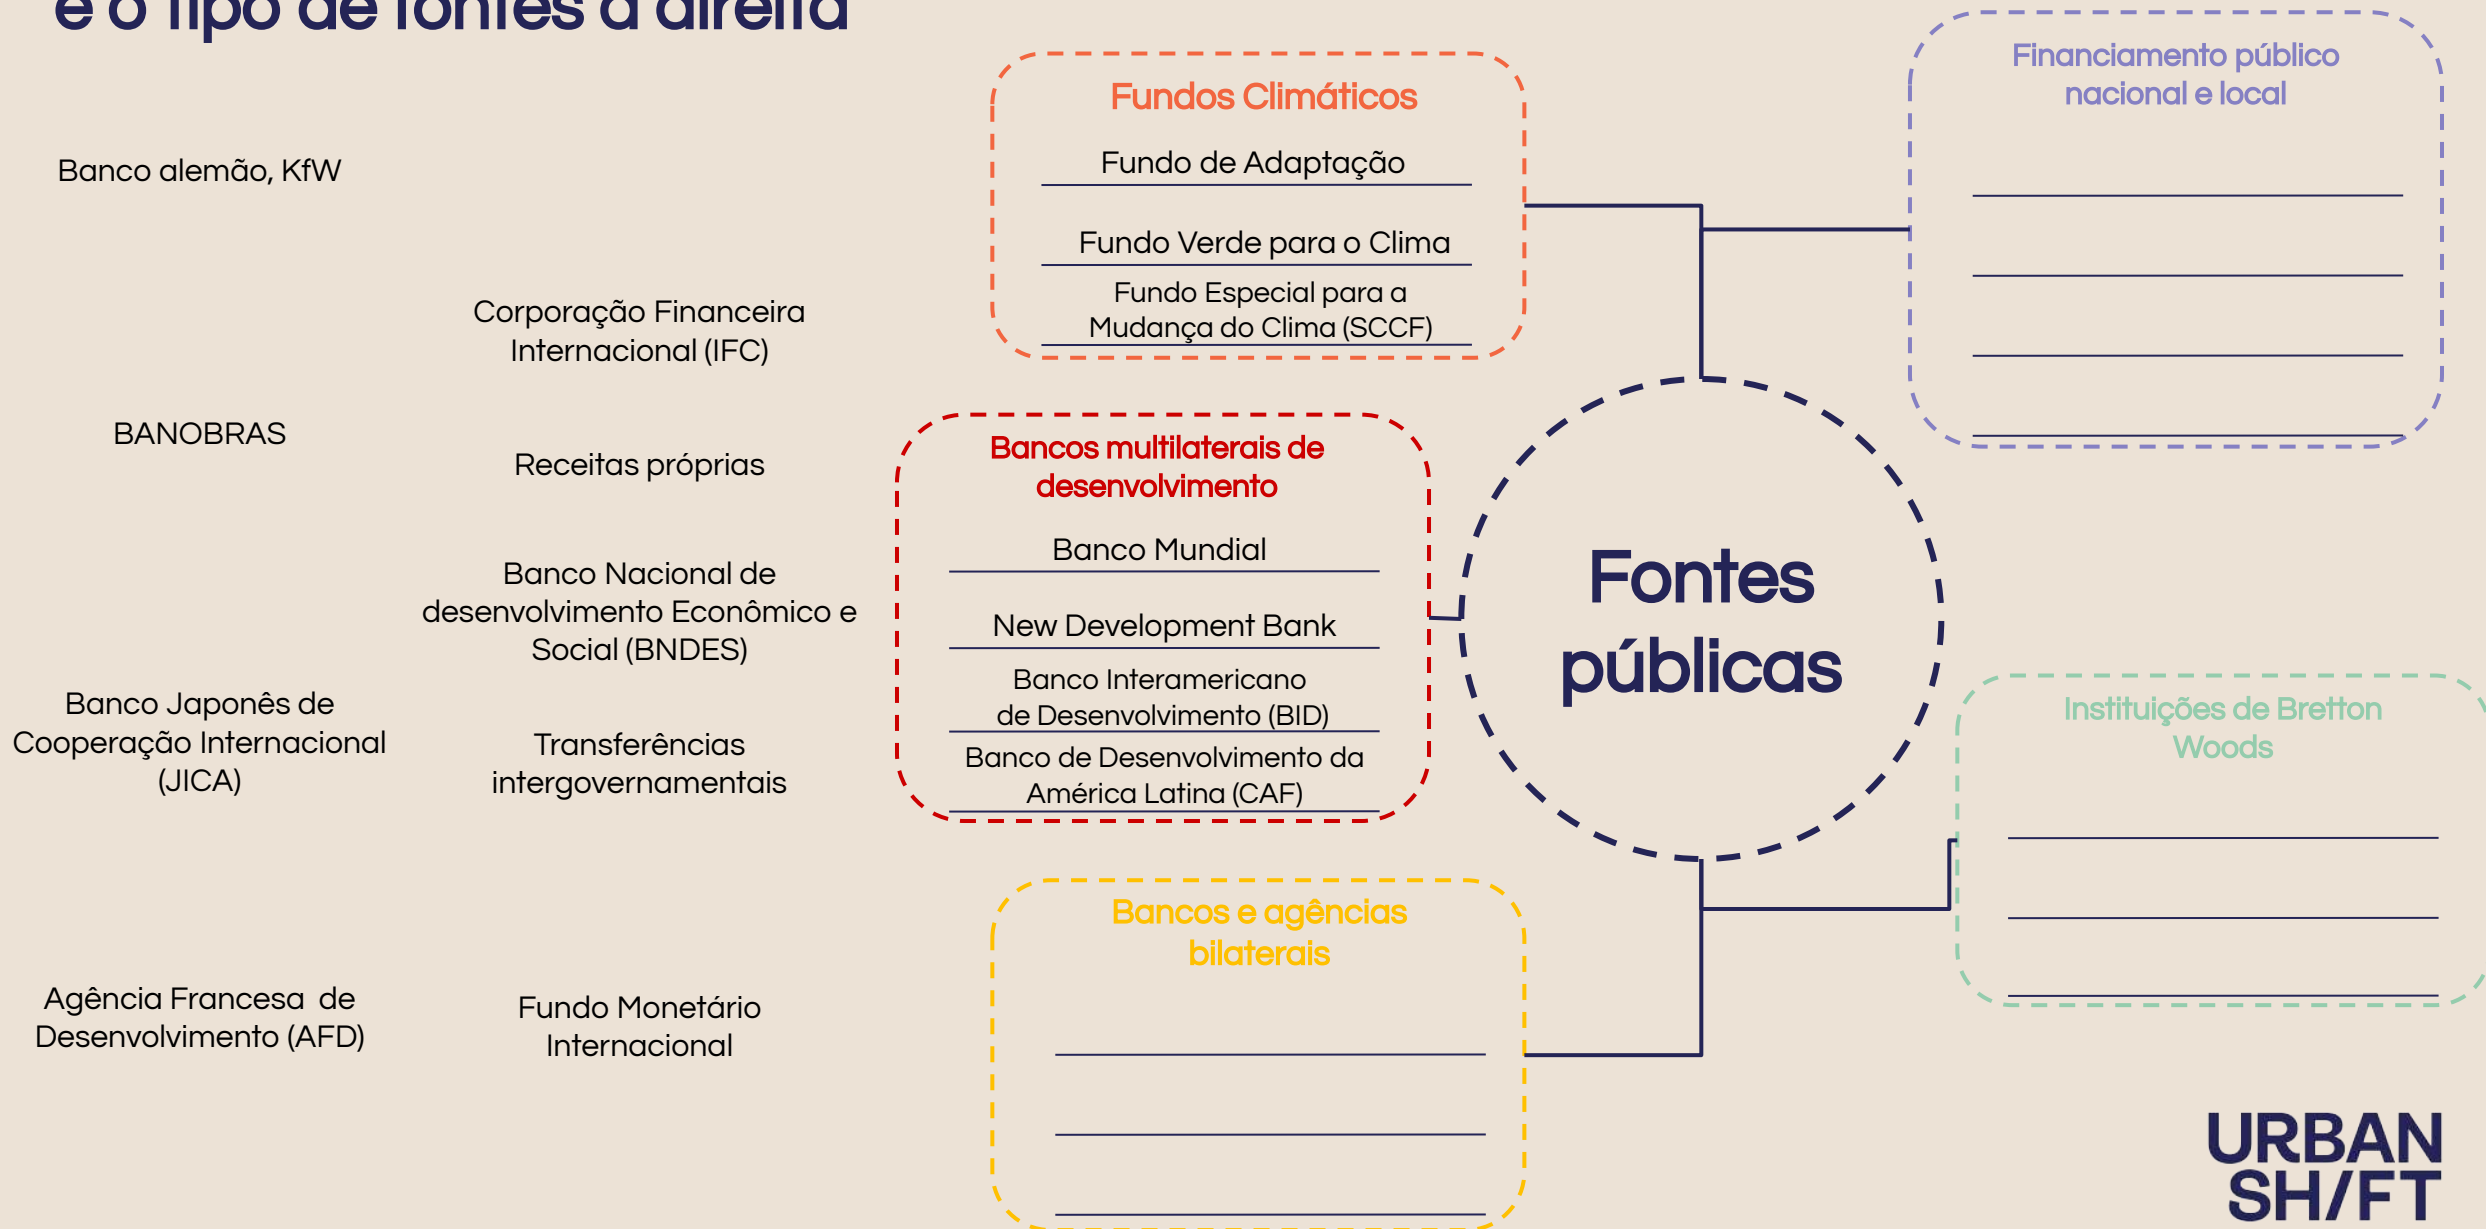 e o tipo de fontes à direita
Banco alemão, KfW
BANOBRAS
Banco Japonês de
Cooperação Internacional
(JICA)
Agência Francesa  de
Desenvolvimento (AFD)
Corporação Financeira
Internacional (IFC)
Receitas próprias
Banco Nacional de
desenvolvimento Econômico e
Social (BNDES)
Transferências
intergovernamentais
Fundo Monetário
Internacional
Fundos Climáticos
Fundo de Adaptação
Fundo Verde para o Clima
Fundo Especial para a
Mudança do Clima (SCCF)
Bancos multilaterais de
desenvolvimento
Banco Mundial
New Development Bank
Banco Interamericano
de Desenvolvimento (BID)
Banco de Desenvolvimento da
América Latina (CAF)
Bancos e agências
bilaterais
Fontes
públicas
Financiamento público
nacional e local
Instituições de Bretton
Woods
URBAN
SH/FT